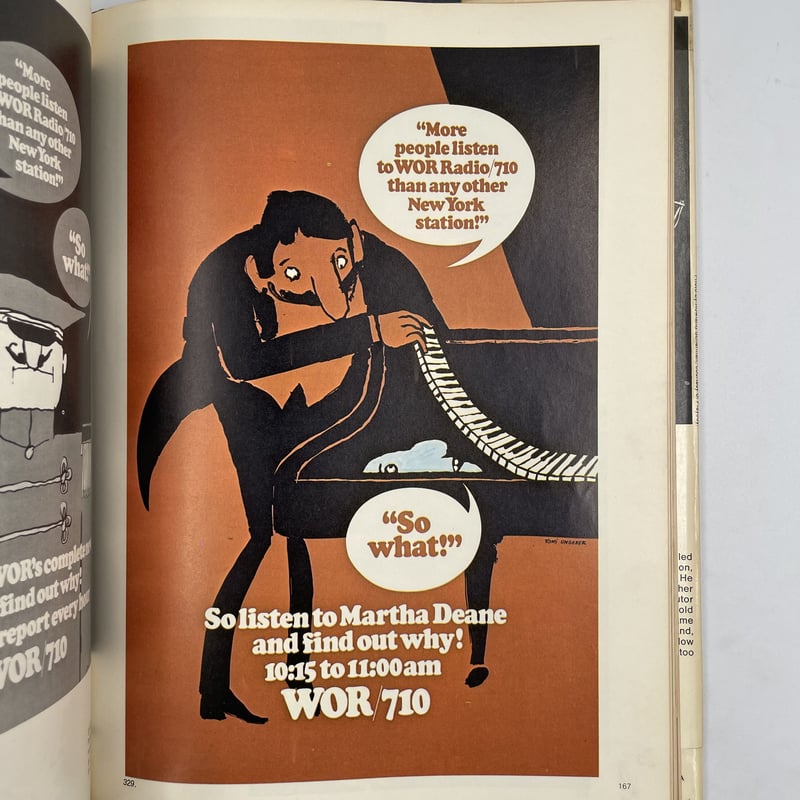 “More
people listen
WOR Radio/710
than any other
New York
station!”
“So
what!”
WOR's complete
find out why!
report every
WOR/710
“More
people listen
to WOR Radio/710
than any other
New York
station!”
“So
what!”
TOMI UNGERER
So listen to Martha Deane
and find out why!
10:15 to 11:00 am
WOR/710
329.
167
led
on,
He
her
utor
old
me
nd,
low
too